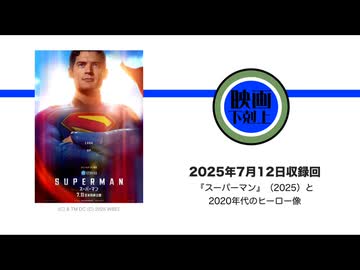 LOOK UP
SUPERMAN
スーパーマン
(C) & TM DC (C) 2025 WBEI
映画
下剋上
2025年7月12日収録回
『スーパーマン』（2025）と
2020年代のヒーロー像